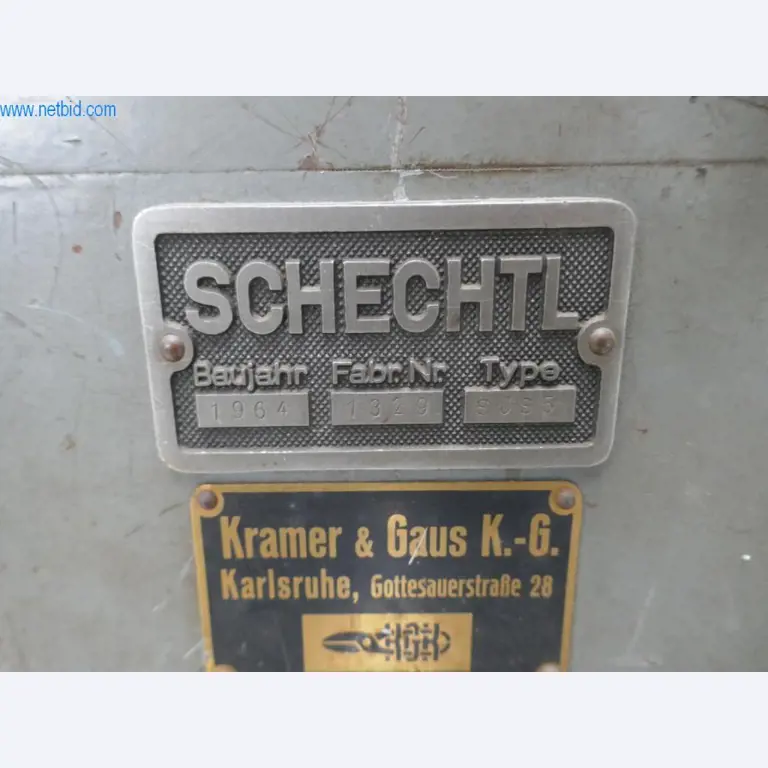 www.netbid.com
SCHECHTL
Baujahr Fabr.Nr. Type
1964 1329
Kramer & Gaus K.-G.
Karlsruhe, Gottesauerstraße 28